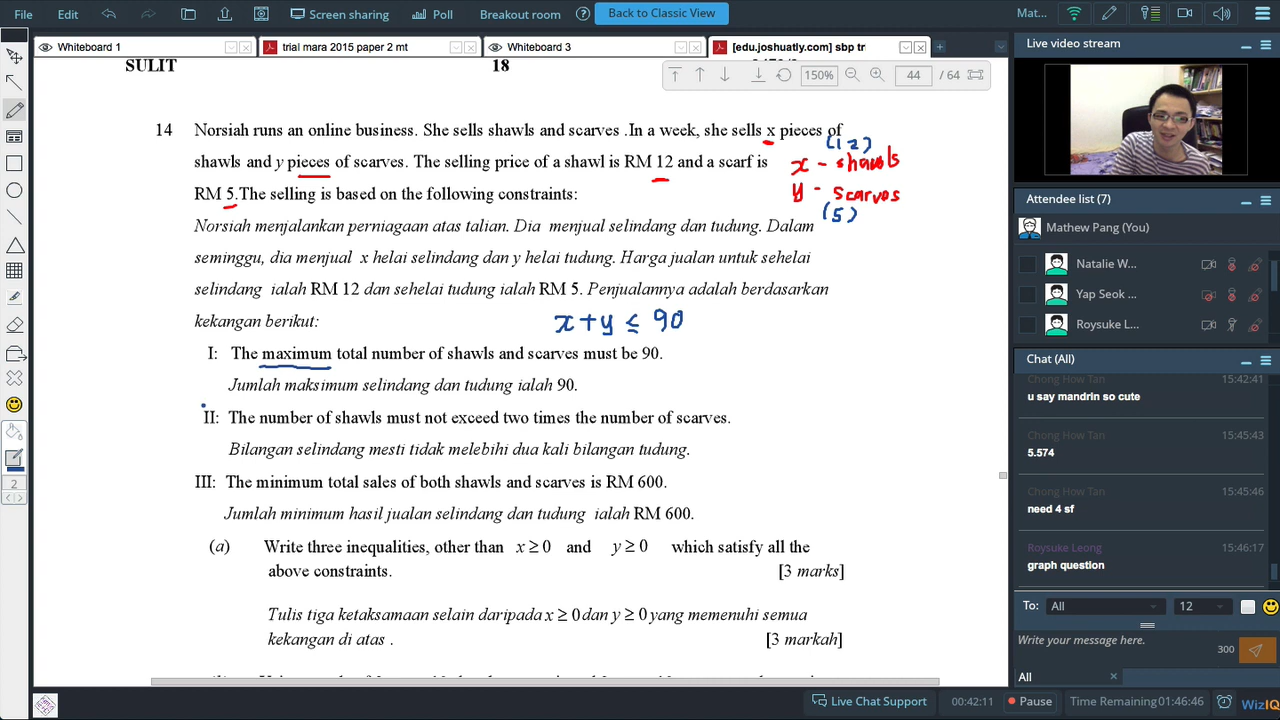 File Edit Screen sharing Poll Breakout room ? Back to Classic View Mat...
Whiteboard 1 trial mara 2015 paper 2 mt Whiteboard 3 [edu.joshuatly.com] sbp tr +
Live video stream
SULIT 18
150% 44 / 64
14 Norsiah runs an online business. She sells shawls and scarves .In a week, she sells x pieces of
(12)
shawls and y pieces of scarves. The selling price of a shawl is RM 12 and a scarf is
x - shawls
RM 5.The selling is based on the following constraints:
y - scarves
(5)
Norsiah menjalankan perniagaan atas talian. Dia menjual selindang dan tudung. Dalam
seminggu, dia menjual x helai selindang dan y helai tudung. Harga jualan untuk sehelai
selindang ialah RM 12 dan sehelai tudung ialah RM 5. Penjualannya adalah berdasarkan
kekangan berikut:
x + y ≤ 90
I: The maximum total number of shawls and scarves must be 90.
Jumlah maksimum selindang dan tudung ialah 90.
II: The number of shawls must not exceed two times the number of scarves.
Bilangan selindang mesti tidak melebihi dua kali bilangan tudung.
III: The minimum total sales of both shawls and scarves is RM 600.
Jumlah minimum hasil jualan selindang dan tudung ialah RM 600.
(a) Write three inequalities, other than x ≥ 0 and y ≥ 0 which satisfy all the
above constraints. [3 marks]
Tulis tiga ketaksamaan selain daripada x ≥ 0 dan y ≥ 0 yang memenuhi semua
kekangan di atas . [3 markah]
2
Attendee list (7)
Mathew Pang (You)
Natalie W...
Yap Seok ...
Roysuke L...
Chat (All)
Chong How Tan 15:42:41
u say mandrin so cute
Chong How Tan 15:45:43
5.574
Chong How Tan 15:45:46
need 4 sf
Roysuke Leong 15:46:17
graph question
To: All 12
Write your message here.
300
All
Live Chat Support 00:42:11 Pause Time Remaining 01:46:46 WizIQ